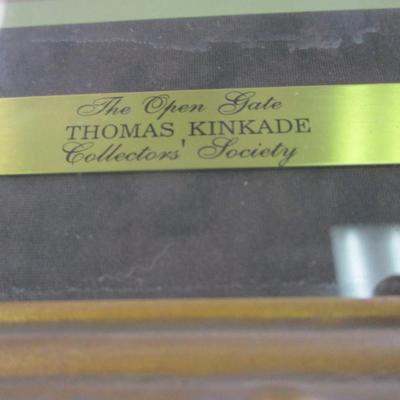 The Open Gate
THOMAS KINKADE
Collectors' Society